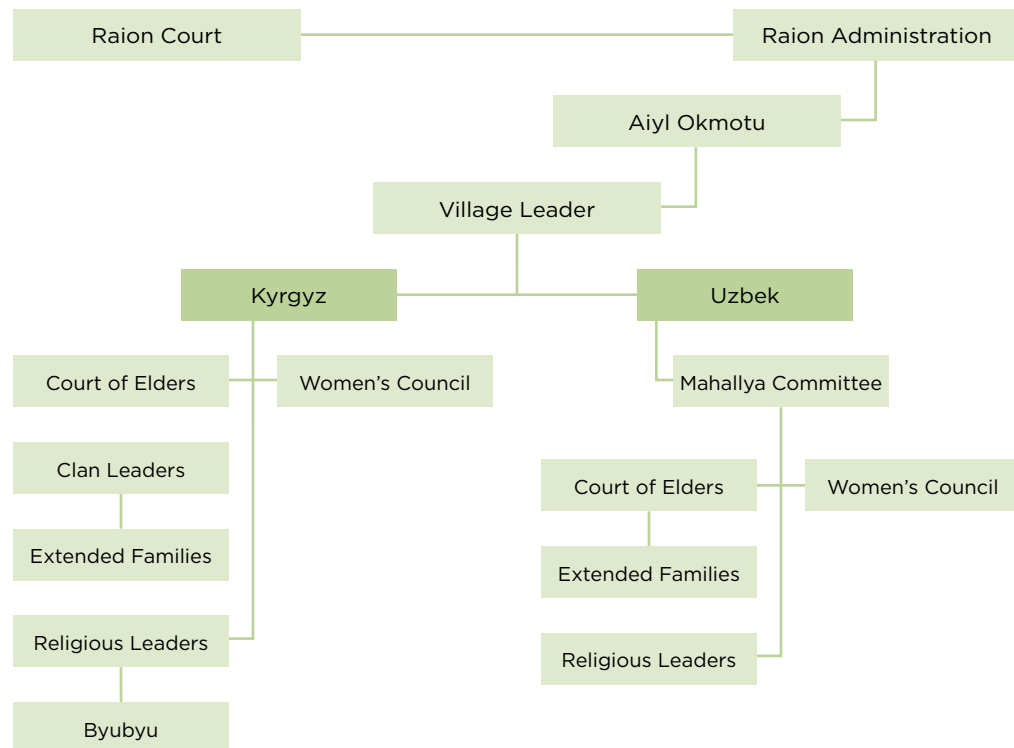 Raion Court
Raion Administration
Aiyl Okmotu
Village Leader
Kyrgyz
Uzbek
Court of Elders
Women's Council
Mahallya Committee
Clan Leaders
Court of Elders
Women's Council
Extended Families
Extended Families
Religious Leaders
Religious Leaders
Byubyu